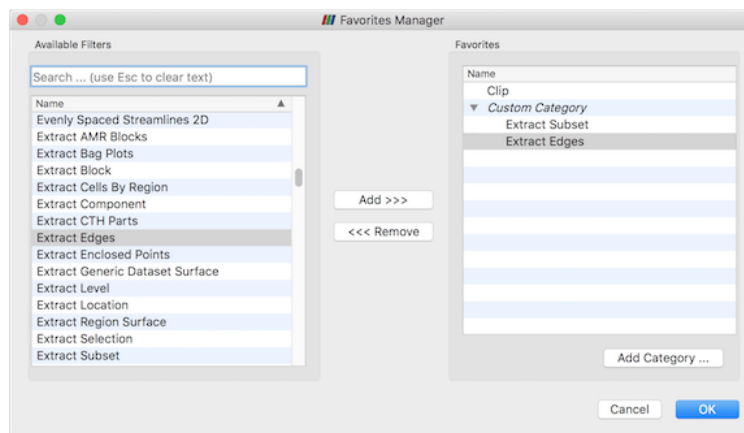 Favorites Manager
Available Filters
Search ... (use Esc to clear text)
Name
Evenly Spaced Streamlines 2D
Extract AMR Blocks
Extract Bag Plots
Extract Block
Extract Cells By Region
Extract Component
Extract CTH Parts
Extract Edges
Extract Enclosed Points
Extract Generic Dataset Surface
Extract Level
Extract Location
Extract Region Surface
Extract Selection
Extract Subset
Add >>>
<<< Remove
Favorites
Name
Clip
Custom Category
Extract Subset
Extract Edges
Add Category ...
Cancel
OK